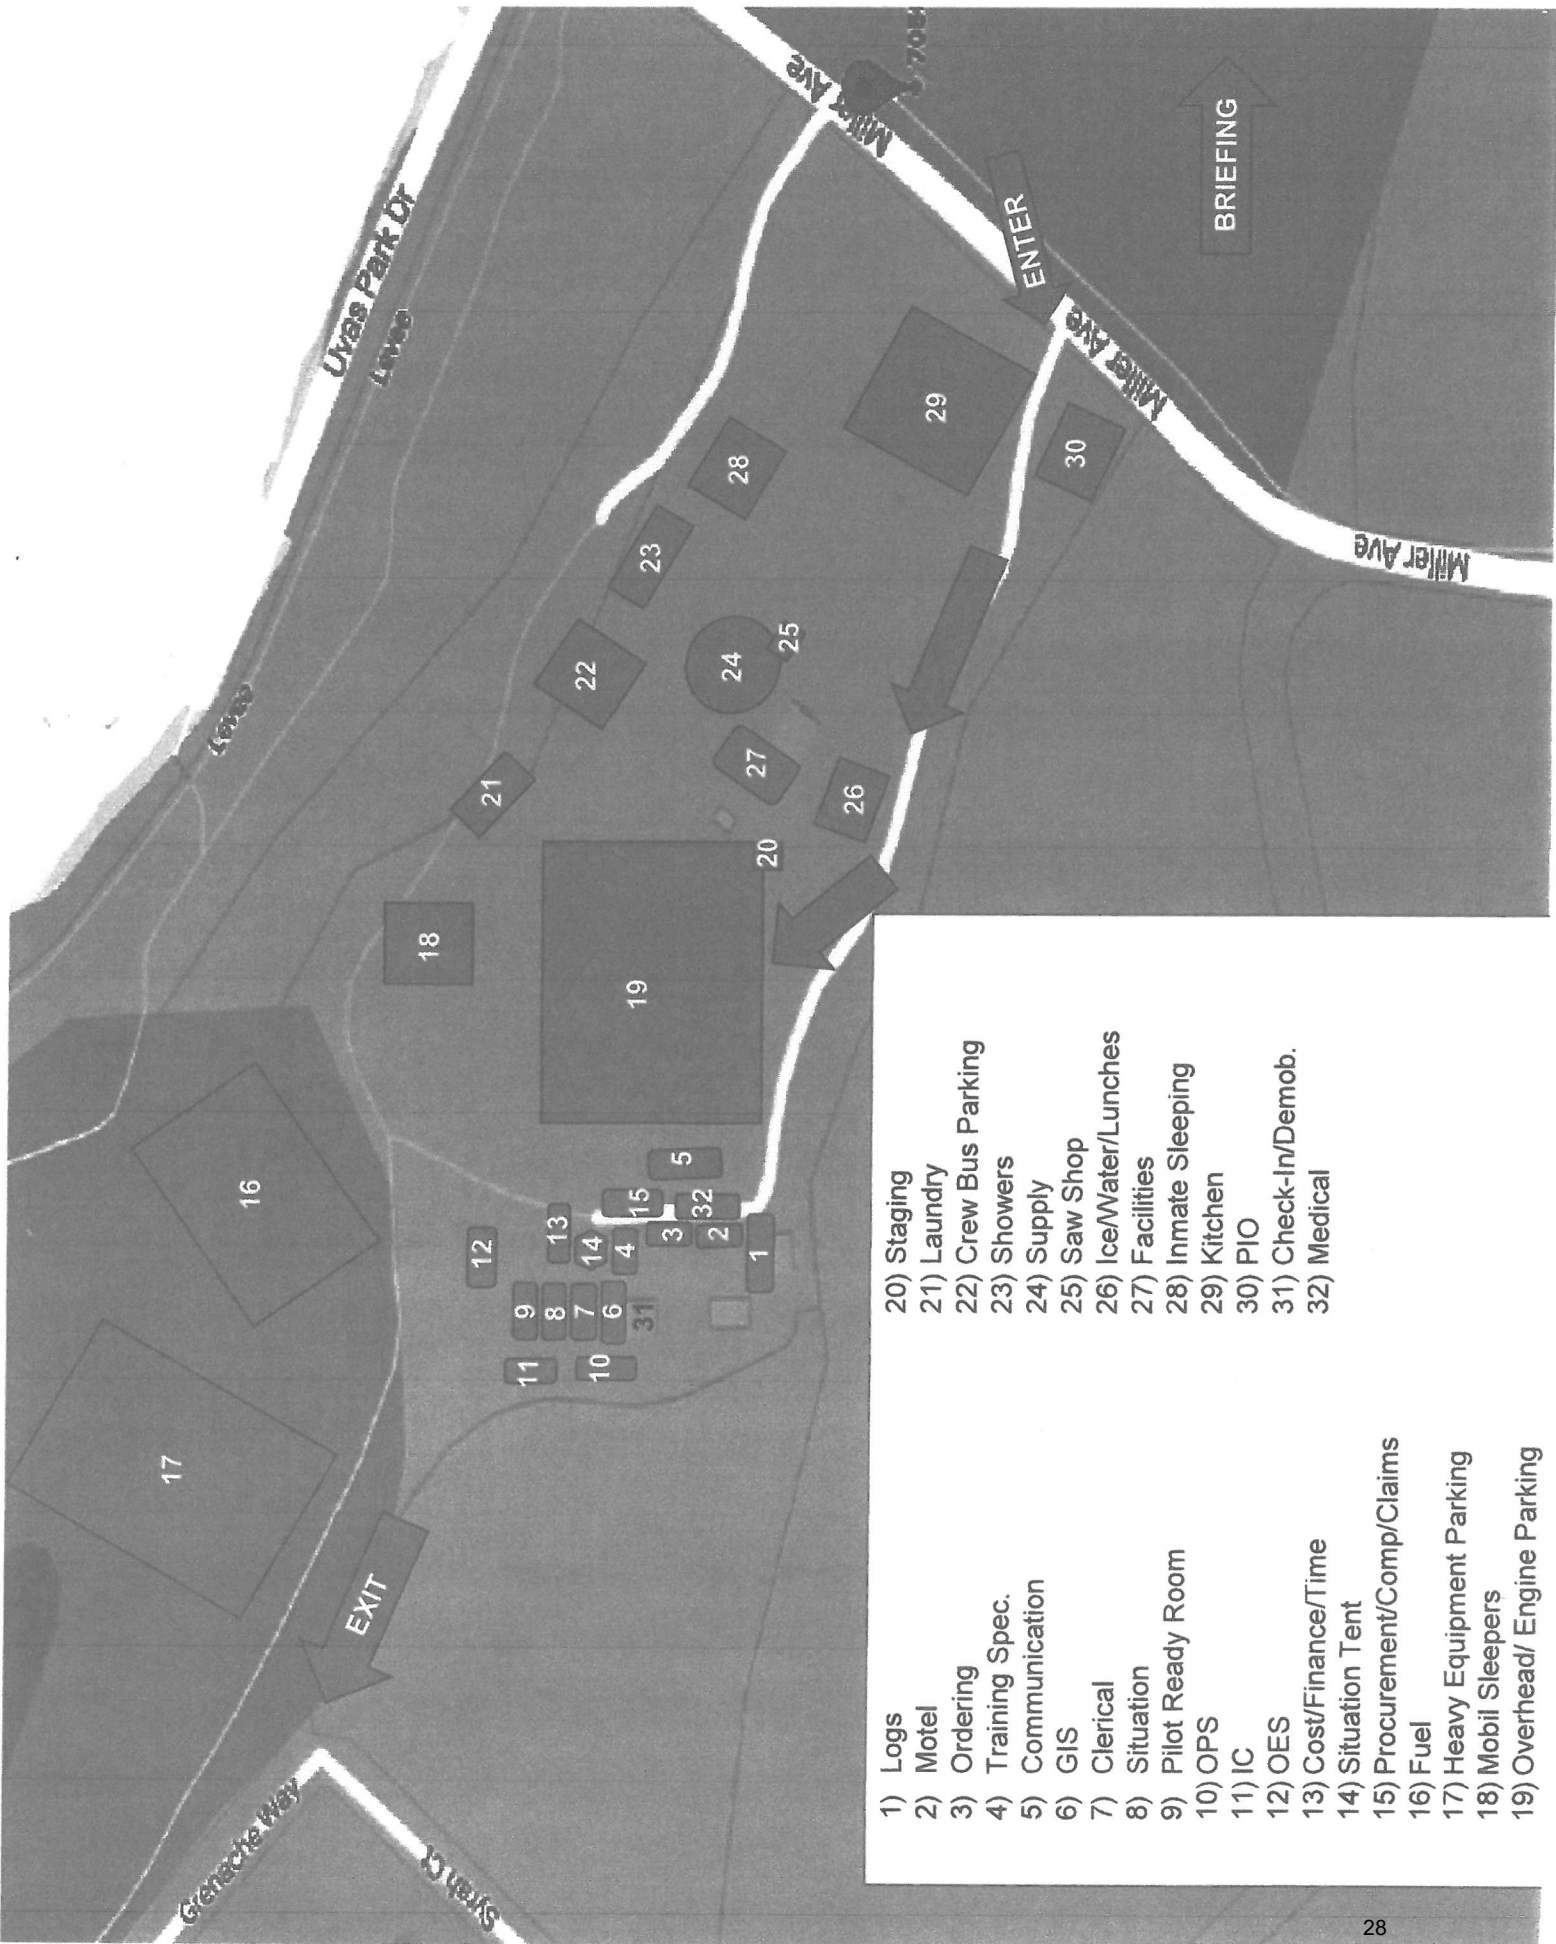 Uvas Park Dr
Levee
Levee
Miller Ave
Miller Ave
Miller Ave
Miller Ave
Miller Ave
Grenache Way
Syrah Ct
ENTER
BRIEFING
EXIT
17
16
18
21
22
23
28
29
30
24
25
27
26
20
19
12
13
15
5
14
32
3
4
2
1
9
8
7
6
31
11
10
1) Logs
2) Motel
3) Ordering
4) Training Spec.
5) Communication
6) GIS
7) Clerical
8) Situation
9) Pilot Ready Room
10) OPS
11) IC
12) OES
13) Cost/Finance/Time
14) Situation Tent
15) Procurement/Comp/Claims
16) Fuel
17) Heavy Equipment Parking
18) Mobil Sleepers
19) Overhead/ Engine Parking
20) Staging
21) Laundry
22) Crew Bus Parking
23) Showers
24) Supply
25) Saw Shop
26) Ice/Water/Lunches
27) Facilities
28) Inmate Sleeping
29) Kitchen
30) PIO
31) Check-In/Demob.
32) Medical
28